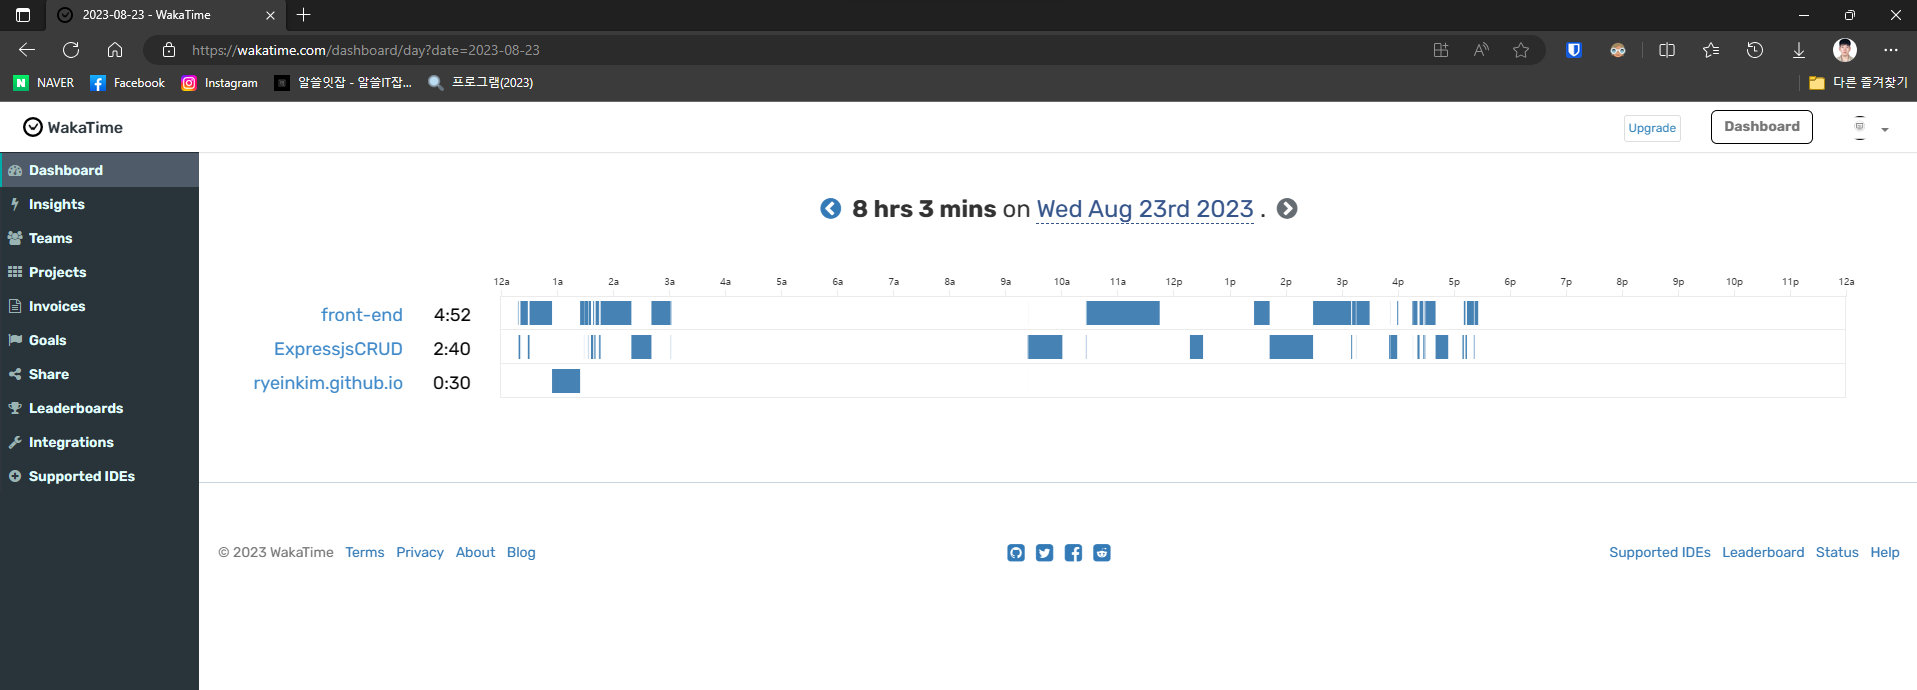 2023-08-23 - WakaTime
https://wakatime.com/dashboard/day?date=2023-08-23
NAVER Facebook Instagram 알쓸잇잡 - 알쓸IT잡... 프로그램(2023) 다른 즐겨찾기
WakaTime Upgrade Dashboard
Dashboard
Insights
Teams
Projects
Invoices
Goals
Share
Leaderboards
Integrations
Supported IDEs
8 hrs 3 mins on Wed Aug 23rd 2023 .
12a 1a 2a 3a 4a 5a 6a 7a 8a 9a 10a 11a 12p 1p 2p 3p 4p 5p 6p 7p 8p 9p 10p 11p 12a
front-end 4:52
ExpressjsCRUD 2:40
ryeinkim.github.io 0:30
© 2023 WakaTime Terms Privacy About Blog Supported IDEs Leaderboard Status Help